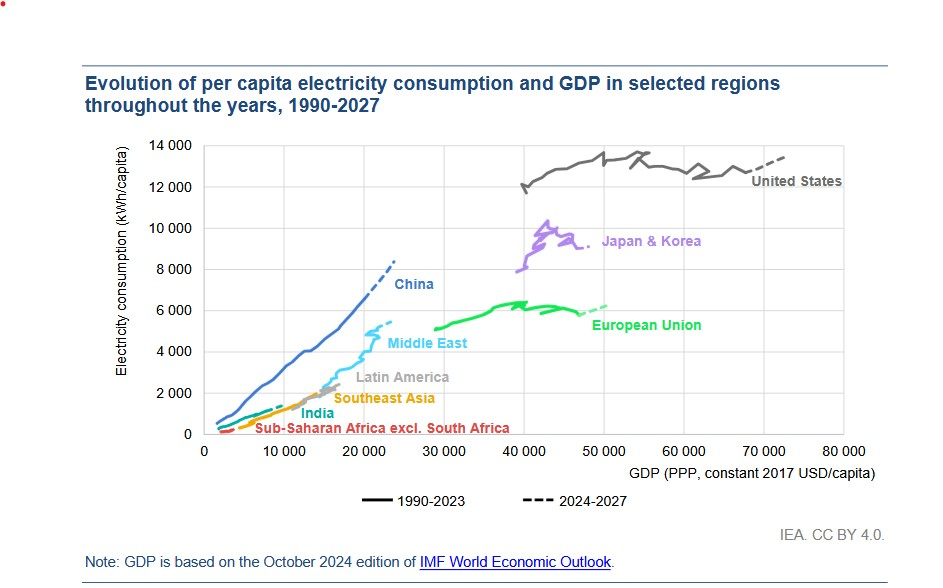 Evolution of per capita electricity consumption and GDP in selected regions
throughout the years, 1990-2027
Electricity consumption (kWh/capita)
14 000
12 000
10 000
8 000
6 000
4 000
2 000
0
United States
Japan & Korea
China
European Union
Middle East
Latin America
Southeast Asia
India
Sub-Saharan Africa excl. South Africa
0 10 000 20 000 30 000 40 000 50 000 60 000 70 000 80 000
GDP (PPP, constant 2017 USD/capita)
1990-2023 2024-2027
IEA. CC BY 4.0.
Note: GDP is based on the October 2024 edition of IMF World Economic Outlook.